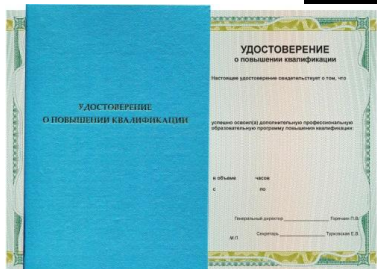 УДОСТОВЕРЕНИЕ
О ПОВЫШЕНИИ КВАЛИФИКАЦИИ
УДОСТОВЕРЕНИЕ
о повышении квалификации
Настоящее удостоверение свидетельствует о том, что
успешно освоил(а) дополнительную профессиональную
образовательную программу повышения квалификации
в объеме часов
с по
Генеральный директор
М.П. Секретарь Турковская Е.В.